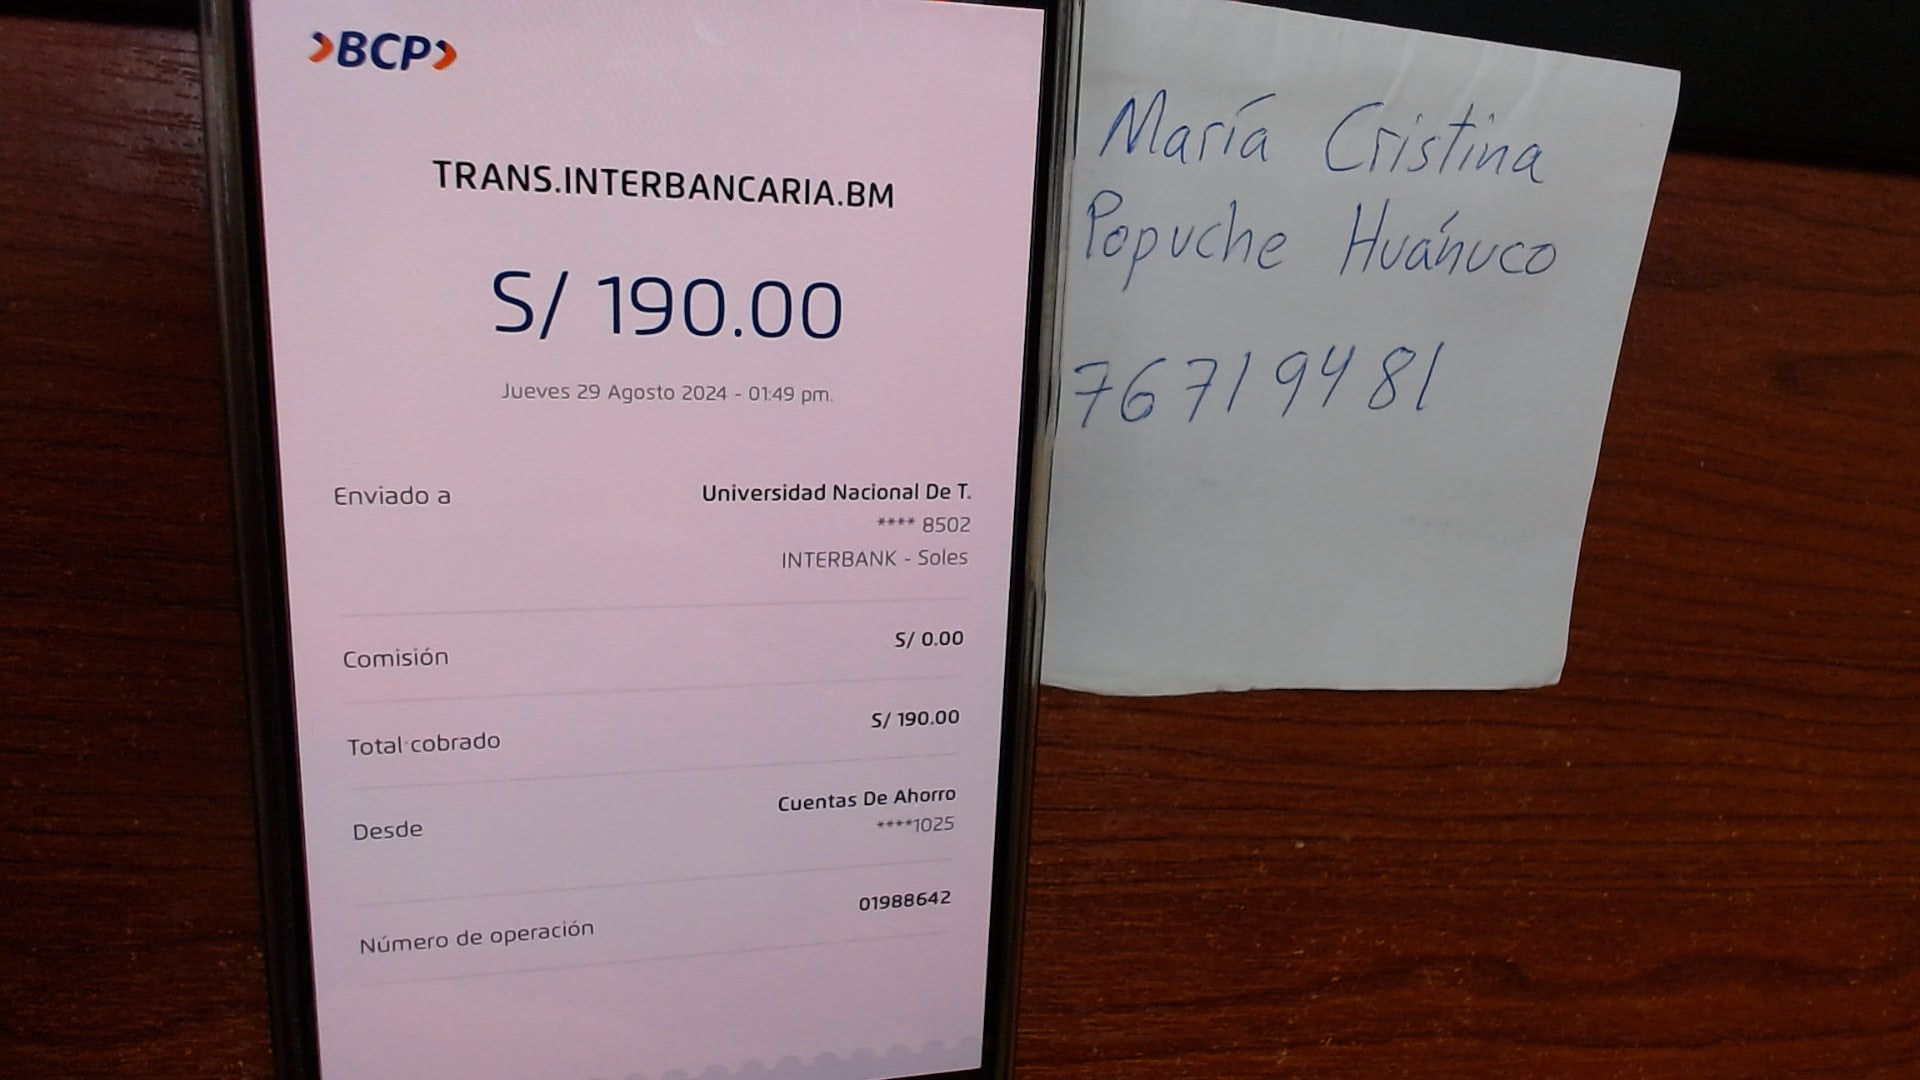 BCP
TRANS.INTERBANCARIA.BM
S/ 190.00
Jueves 29 Agosto 2024 - 01:49 pm.
Enviado a
Universidad Nacional De T.
**** 8502
INTERBANK - Soles
Comisión
S/ 0.00
Total cobrado
S/ 190.00
Desde
Cuentas De Ahorro
****1025
Número de operación
01988642
María Cristina
Popuche Huánuco
76719481